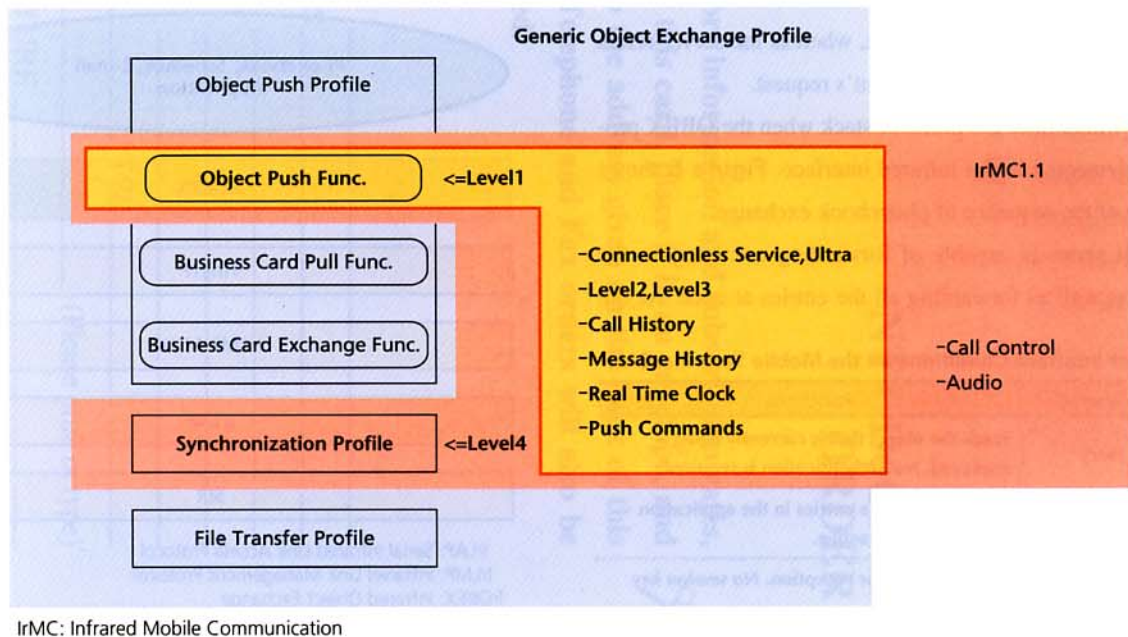 Generic Object Exchange Profile
Object Push Profile
Object Push Func.
<=Level1
IrMC1.1
Business Card Pull Func.
Business Card Exchange Func.
-Connectionless Service,Ultra
-Level2,Level3
-Call History
-Message History
-Real Time Clock
-Push Commands
-Call Control
-Audio
Synchronization Profile
<=Level4
File Transfer Profile
IrMC: Infrared Mobile Communication